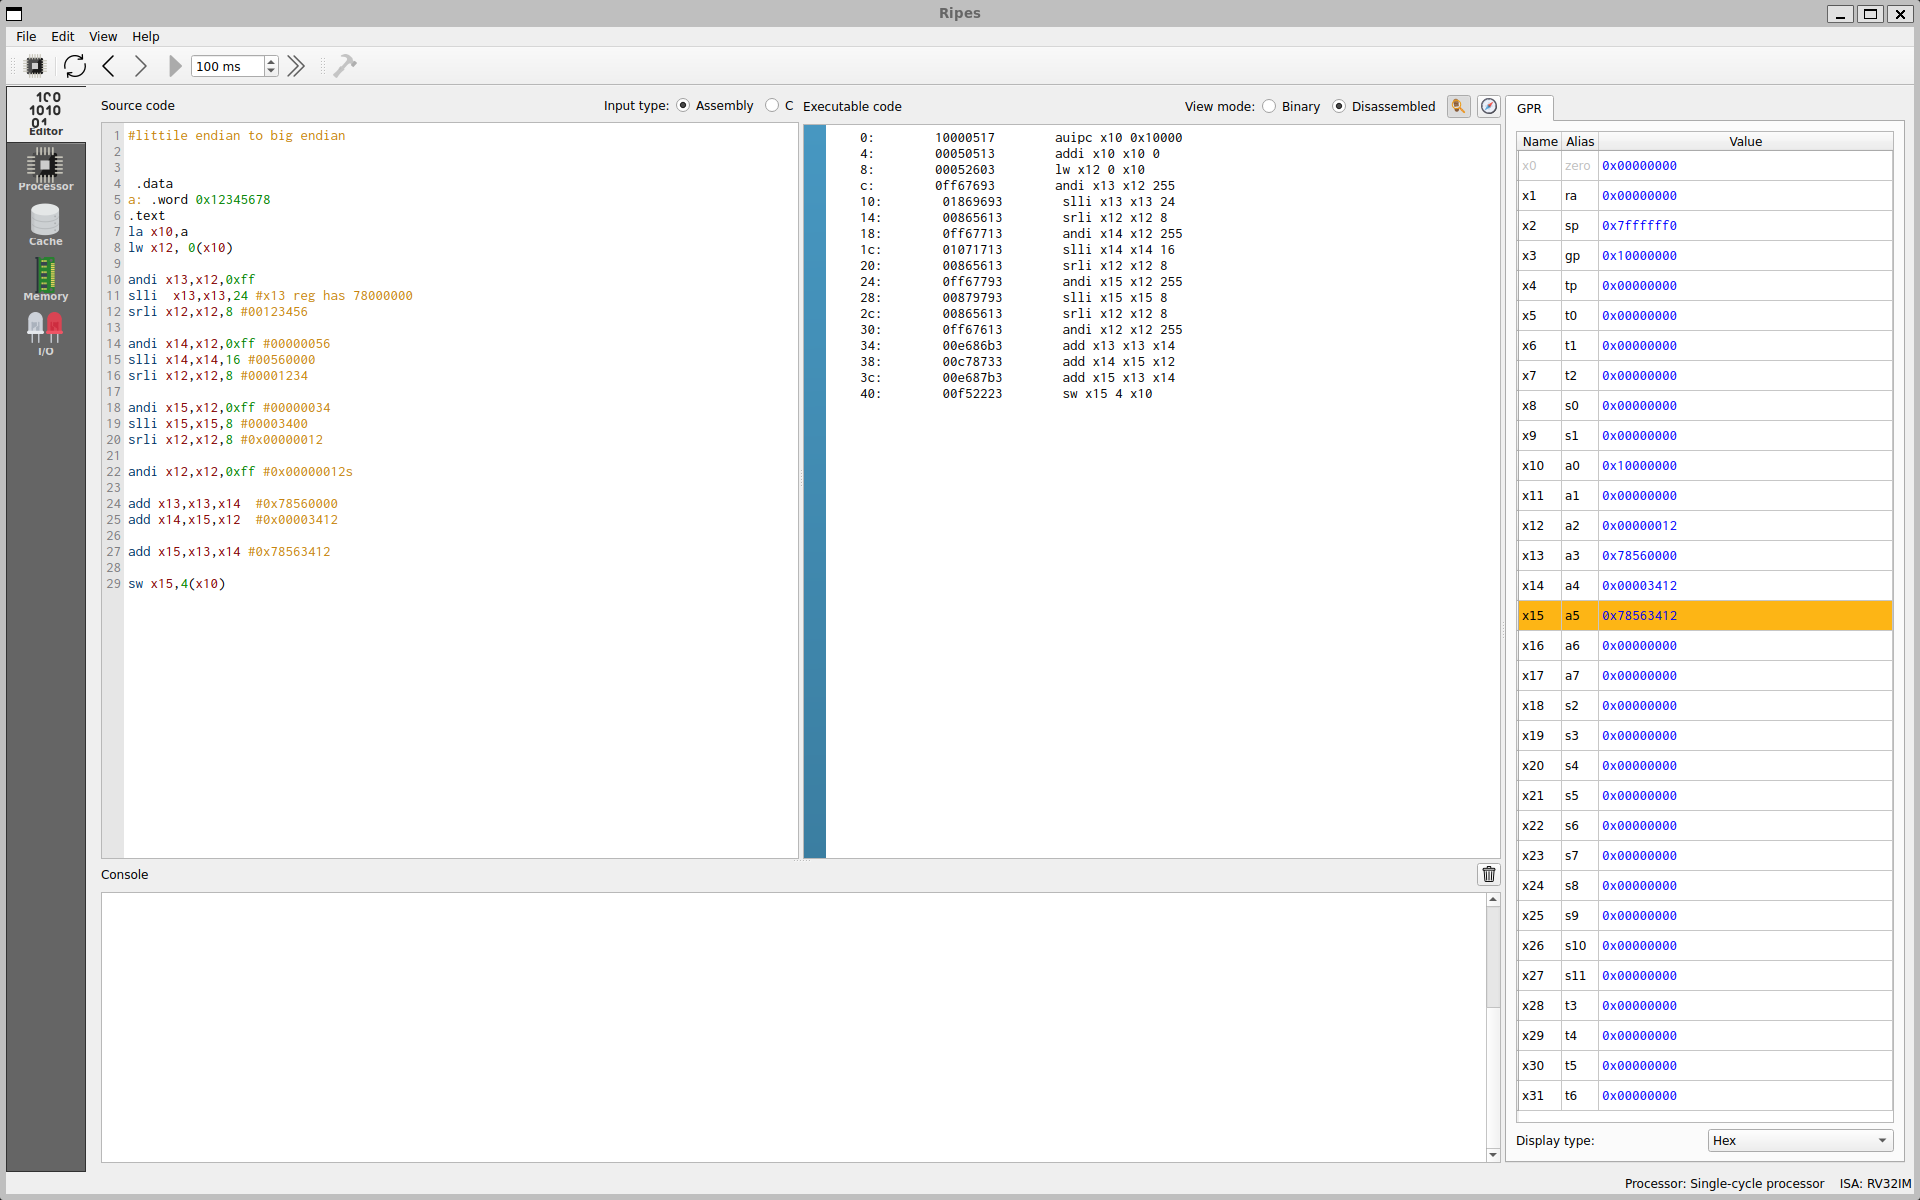 Ripes
File Edit View Help
100 ms
Editor
Processor
Cache
Memory
I/O
Source code
Input type: Assembly C
1 #littile endian to big endian
2
3
4 .data
5 a: .word 0x12345678
6 .text
7 la x10,a
8 lw x12, 0(x10)
9
10 andi x13,x12,0xff
11 slli  x13,x13,24 #x13 reg has 78000000
12 srli x12,x12,8 #00123456
13
14 andi x14,x12,0xff #00000056
15 slli x14,x14,16 #00560000
16 srli x12,x12,8 #00001234
17
18 andi x15,x12,0xff #00000034
19 slli x15,x15,8 #00003400
20 srli x12,x12,8 #0x00000012
21
22 andi x12,x12,0xff #0x00000012s
23
24 add x13,x13,x14  #0x78560000
25 add x14,x15,x12  #0x00003412
26
27 add x15,x13,x14 #0x78563412
28
29 sw x15,4(x10)
Executable code
View mode: Binary Disassembled
0: 10000517 auipc x10 0x10000
4: 00050513 addi x10 x10 0
8: 00052603 lw x12 0 x10
c: 0ff67693 andi x13 x12 255
10: 01869693 slli x13 x13 24
14: 00865613 srli x12 x12 8
18: 0ff67713 andi x14 x12 255
1c: 01071713 slli x14 x14 16
20: 00865613 srli x12 x12 8
24: 0ff67793 andi x15 x12 255
28: 00879793 slli x15 x15 8
2c: 00865613 srli x12 x12 8
30: 0ff67613 andi x12 x12 255
34: 00e686b3 add x13 x13 x14
38: 00c78733 add x14 x15 x12
3c: 00e687b3 add x15 x13 x14
40: 00f52223 sw x15 4 x10
Console
GPR
Name Alias Value
x0 zero 0x00000000
x1 ra 0x00000000
x2 sp 0x7ffffff0
x3 gp 0x10000000
x4 tp 0x00000000
x5 t0 0x00000000
x6 t1 0x00000000
x7 t2 0x00000000
x8 s0 0x00000000
x9 s1 0x00000000
x10 a0 0x10000000
x11 a1 0x00000000
x12 a2 0x00000012
x13 a3 0x78560000
x14 a4 0x00003412
x15 a5 0x78563412
x16 a6 0x00000000
x17 a7 0x00000000
x18 s2 0x00000000
x19 s3 0x00000000
x20 s4 0x00000000
x21 s5 0x00000000
x22 s6 0x00000000
x23 s7 0x00000000
x24 s8 0x00000000
x25 s9 0x00000000
x26 s10 0x00000000
x27 s11 0x00000000
x28 t3 0x00000000
x29 t4 0x00000000
x30 t5 0x00000000
x31 t6 0x00000000
Display type: Hex
Processor: Single-cycle processor ISA: RV32IM